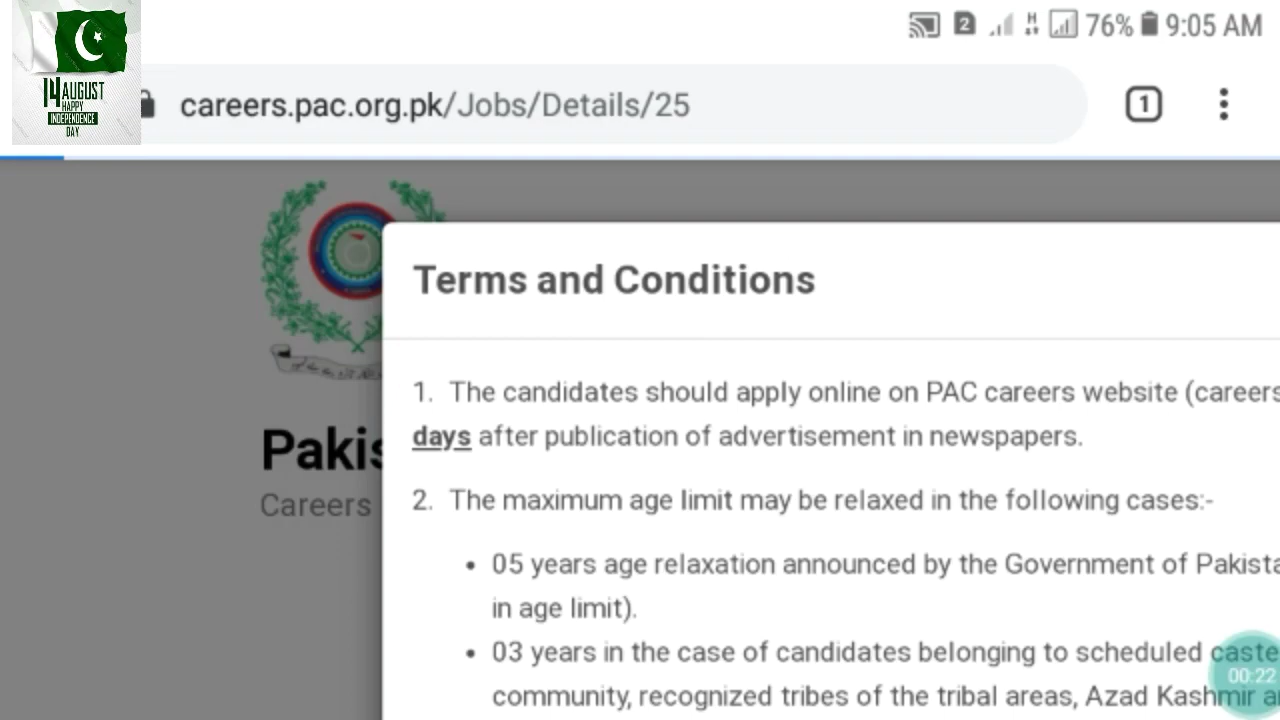 2 76% 9:05 AM
14 AUGUST
HAPPY
INDEPENDENCE
DAY
careers.pac.org.pk/Jobs/Details/25
1
Terms and Conditions
1. The candidates should apply online on PAC careers website (careers
days after publication of advertisement in newspapers.
Pakis
Careers
2. The maximum age limit may be relaxed in the following cases:-
• 05 years age relaxation announced by the Government of Pakista
in age limit).
• 03 years in the case of candidates belonging to scheduled caste
00:22
community, recognized tribes of the tribal areas, Azad Kashmir a